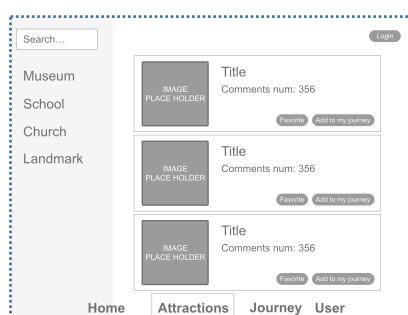 Search…
Login
Museum
School
Church
Landmark
IMAGE
PLACE HOLDER
Title
Comments num: 356
Favorite
Add to my journey
IMAGE
PLACE HOLDER
Title
Comments num: 356
Favorite
Add to my journey
IMAGE
PLACE HOLDER
Title
Comments num: 356
Favorite
Add to my journey
Home Attractions Journey User